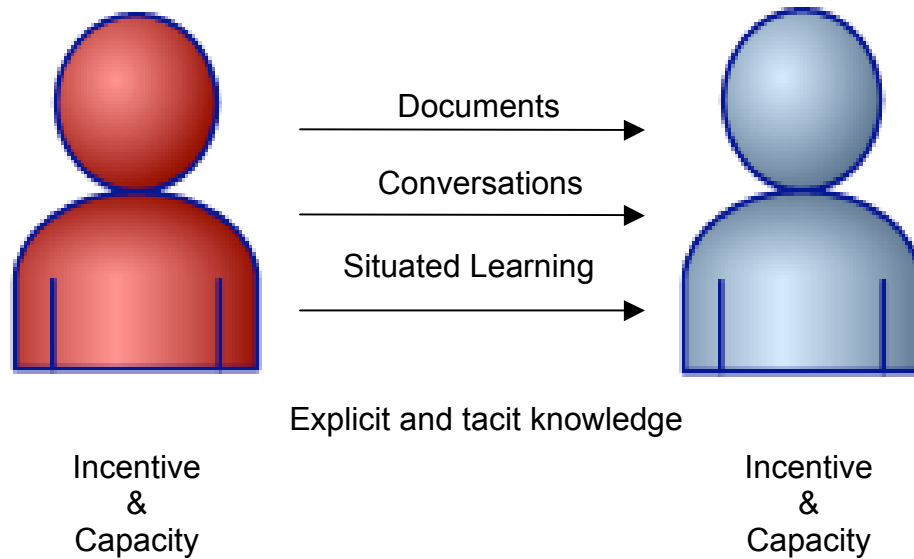 Documents
Conversations
Situated Learning
Explicit and tacit knowledge
Incentive
&
Capacity
Incentive
&
Capacity